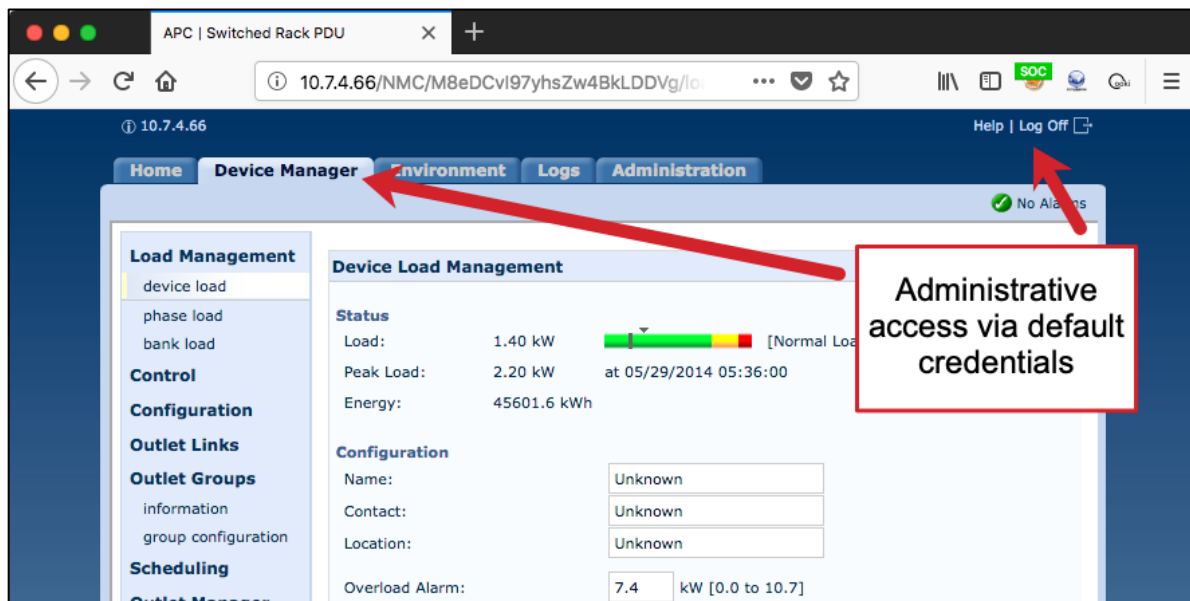 APC | Switched Rack PDU
10.7.4.66/NMC/M8eDCvI97yhsZw4BkLDDVg/lo
SOC
10.7.4.66
Help | Log Off
Home Device Manager Environment Logs Administration
No Alarms
Load Management
device load
phase load
bank load
Control
Configuration
Outlet Links
Outlet Groups
information
group configuration
Scheduling
Outlet Manager
Device Load Management
Status
Load: 1.40 kW [Normal Loa
Peak Load: 2.20 kW at 05/29/2014 05:36:00
Energy: 45601.6 kWh
Configuration
Name: Unknown
Contact: Unknown
Location: Unknown
Overload Alarm: 7.4 kW [0.0 to 10.7]
Administrative
access via default
credentials